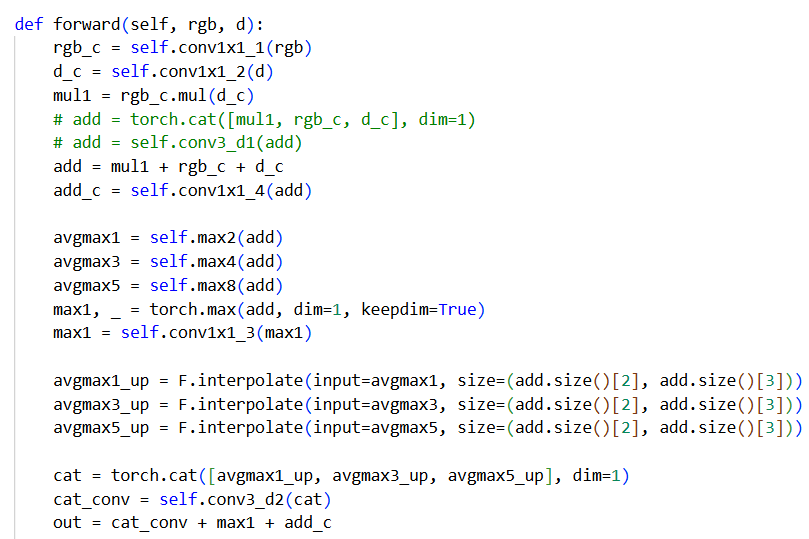 def forward(self, rgb, d):
    rgb_c = self.conv1x1_1(rgb)
    d_c = self.conv1x1_2(d)
    mul1 = rgb_c.mul(d_c)
    # add = torch.cat([mul1, rgb_c, d_c], dim=1)
    # add = self.conv3_d1(add)
    add = mul1 + rgb_c + d_c
    add_c = self.conv1x1_4(add)

    avgmax1 = self.max2(add)
    avgmax3 = self.max4(add)
    avgmax5 = self.max8(add)
    max1, _ = torch.max(add, dim=1, keepdim=True)
    max1 = self.conv1x1_3(max1)

    avgmax1_up = F.interpolate(input=avgmax1, size=(add.size()[2], add.size()[3]))
    avgmax3_up = F.interpolate(input=avgmax3, size=(add.size()[2], add.size()[3]))
    avgmax5_up = F.interpolate(input=avgmax5, size=(add.size()[2], add.size()[3]))

    cat = torch.cat([avgmax1_up, avgmax3_up, avgmax5_up], dim=1)
    cat_conv = self.conv3_d2(cat)
    out = cat_conv + max1 + add_c